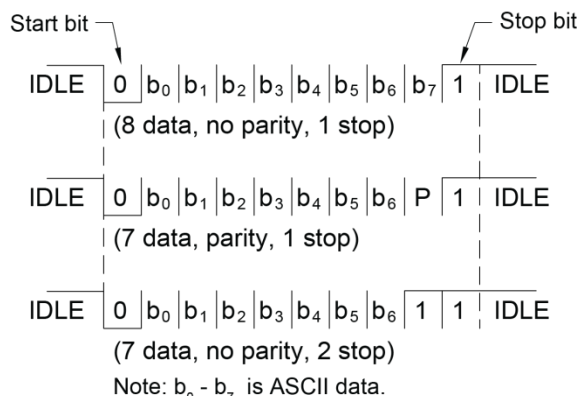 Start bit Stop bit
IDLE 0 b₀ b₁ b₂ b₃ b₄ b₅ b₆ b₇ 1 IDLE
(8 data, no parity, 1 stop)
IDLE 0 b₀ b₁ b₂ b₃ b₄ b₅ b₆ P 1 IDLE
(7 data, parity, 1 stop)
IDLE 0 b₀ b₁ b₂ b₃ b₄ b₅ b₆ 1 1 IDLE
(7 data, no parity, 2 stop)
Note: b₀ - b₇ is ASCII data.